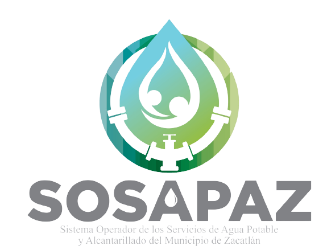 SOSAPAZ
Sistema Operador de los Servicios de Agua Potable
y Alcantarillado del Municipio de Zacatlán